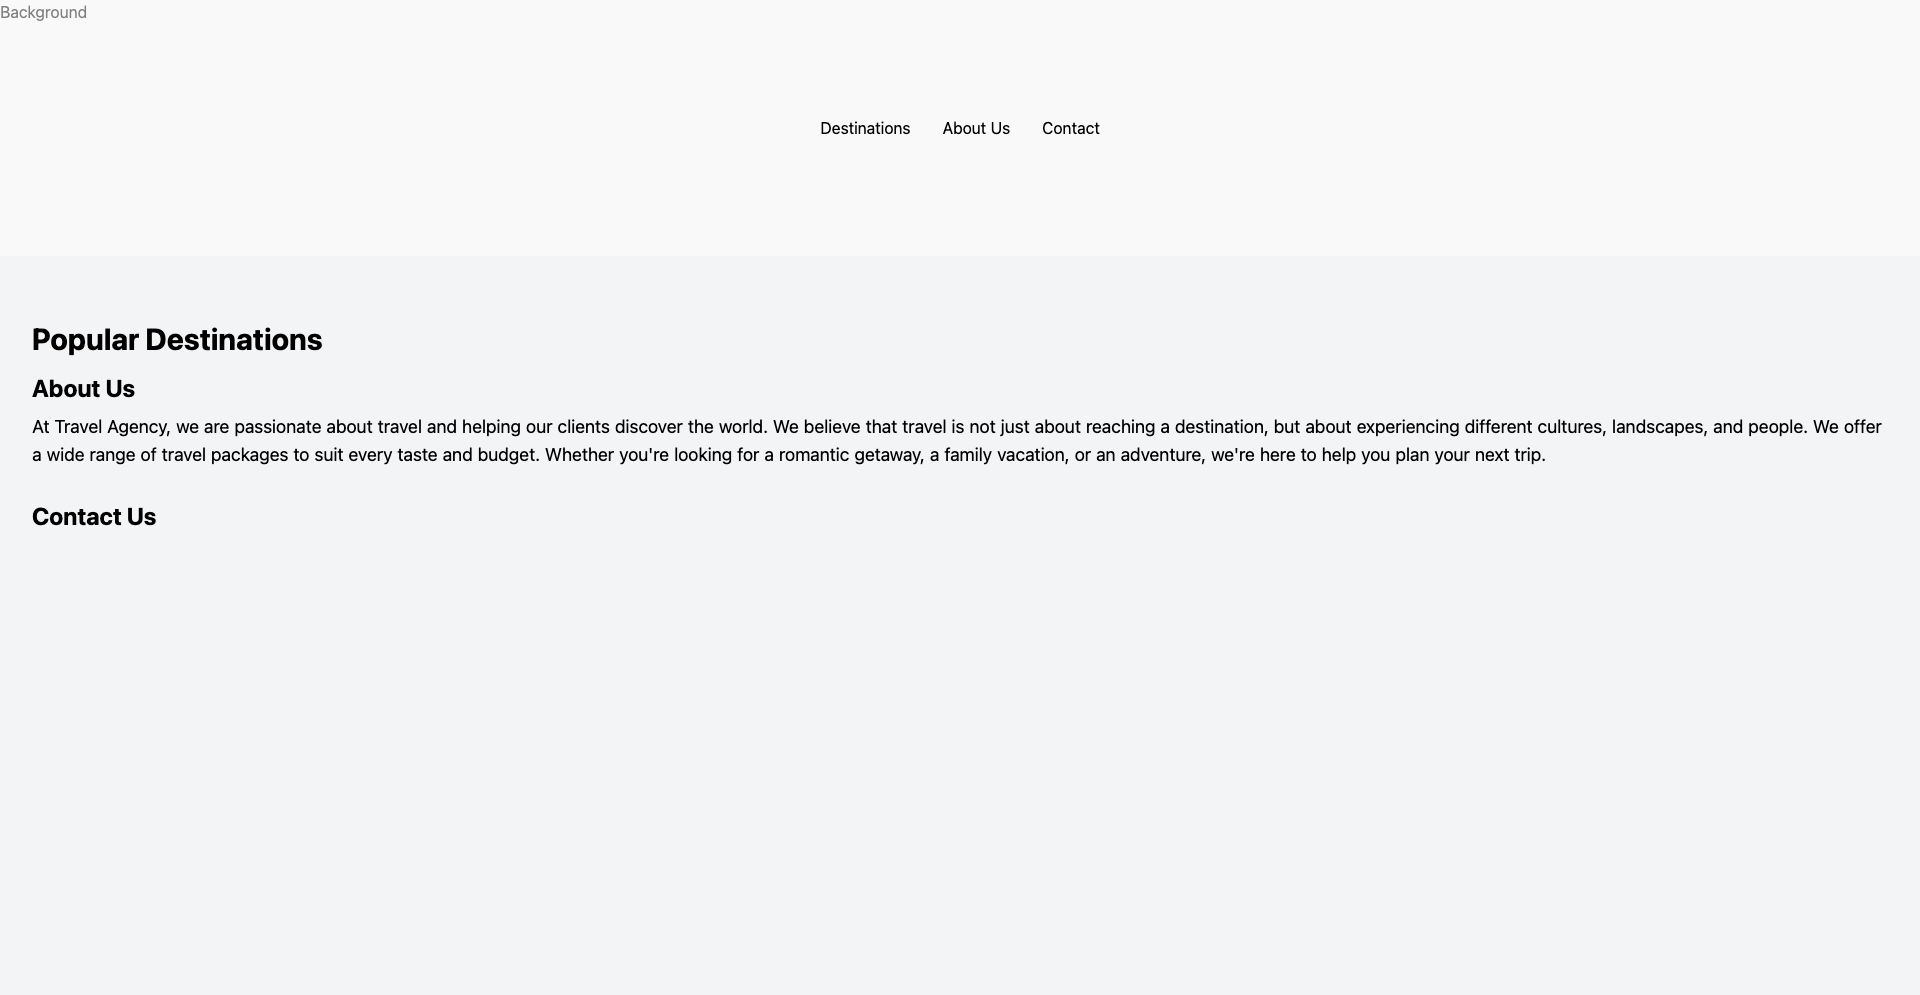 Background
Destinations About Us Contact
Popular Destinations
About Us
At Travel Agency, we are passionate about travel and helping our clients discover the world. We believe that travel is not just about reaching a destination, but about experiencing different cultures, landscapes, and people. We offer
a wide range of travel packages to suit every taste and budget. Whether you're looking for a romantic getaway, a family vacation, or an adventure, we're here to help you plan your next trip.
Contact Us